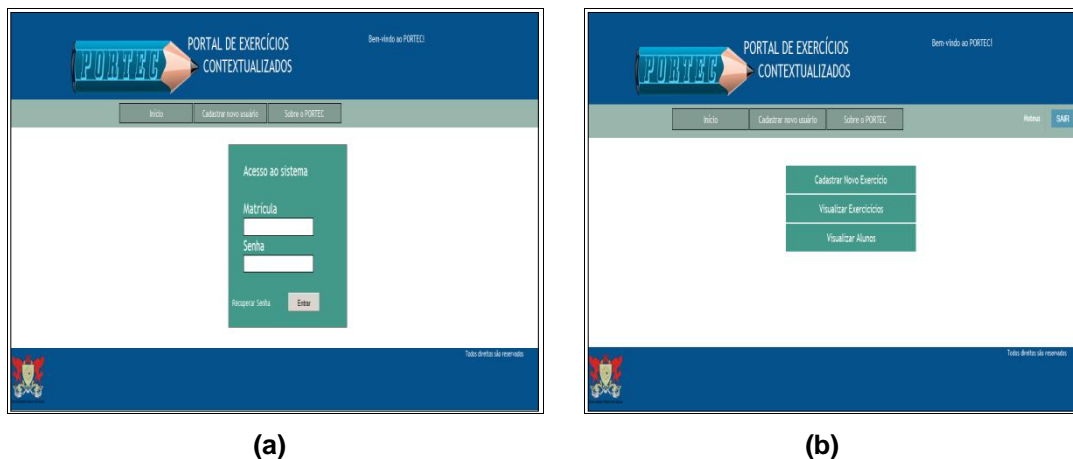 PORTEC
PORTAL DE EXERCÍCIOS
CONTEXTUALIZADOS
Bem-vindo ao PORTEC!
Início
Cadastrar novo usuário
Sobre o PORTEC
Acesso ao sistema
Matrícula
Senha
Recuperar Senha
Entrar
Todos direitos são reservados
(a)
PORTEC
PORTAL DE EXERCÍCIOS
CONTEXTUALIZADOS
Bem-vindo ao PORTEC!
Início
Cadastrar novo usuário
Sobre o PORTEC
SAIR
Cadastrar Novo Exercício
Visualizar Exercicícios
Visualizar Alunos
Todos direitos são reservados
(b)